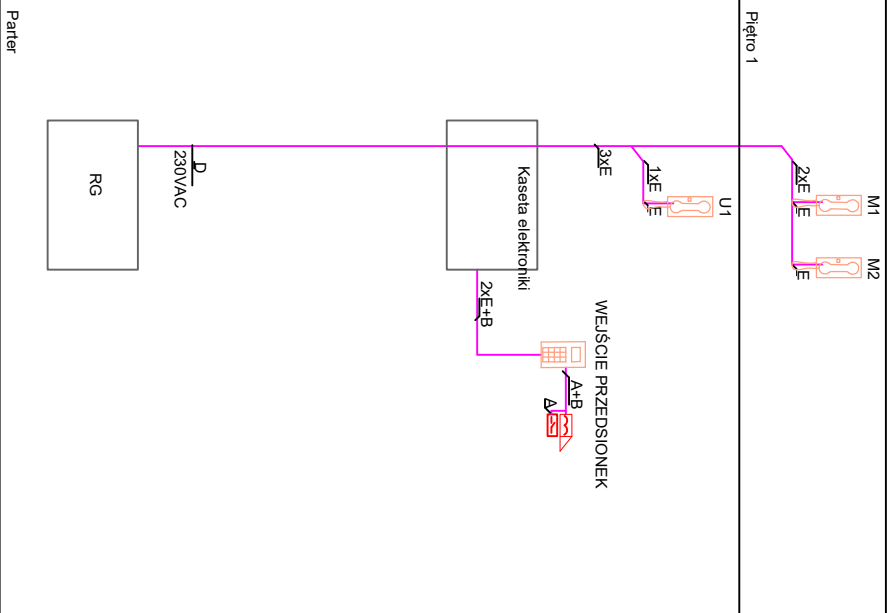 Piętro 1
M1
M2
2xE
E
E
U1
1xE
E
3xE
Parter
RG
D
230VAC
Kaseta elektroniki
2xE+B
WEJŚCIE PRZEDSIONEK
A+B
A